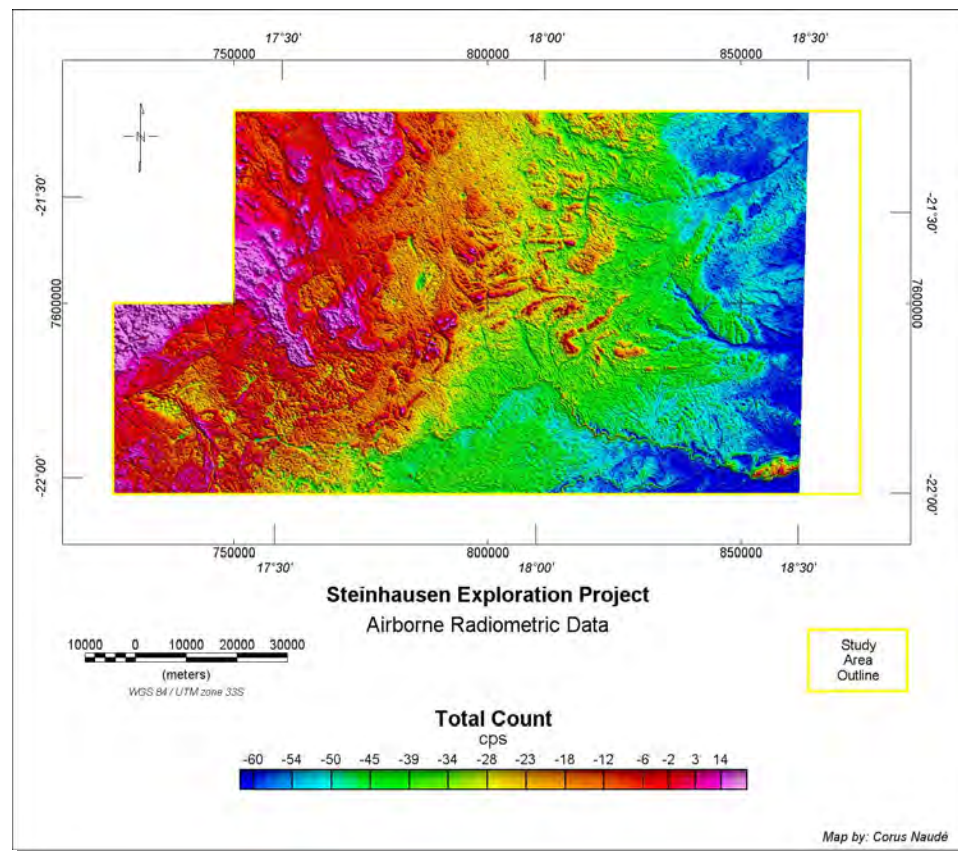 17°30' 18°00' 18°30'
750000 800000 850000
N
-21°30' -21°30'
7600000 7600000
-22°00' -22°00'
750000 800000 850000
17°30' 18°00' 18°30'
Steinhausen Exploration Project
Airborne Radiometric Data
10000 0 10000 20000 30000
(meters)
WGS 84 / UTM zone 33S
Study
Area
Outline
Total Count
cps
-60 -54 -50 -45 -39 -34 -28 -23 -18 -12 -6 -2 3 14
Map by: Corus Naudé